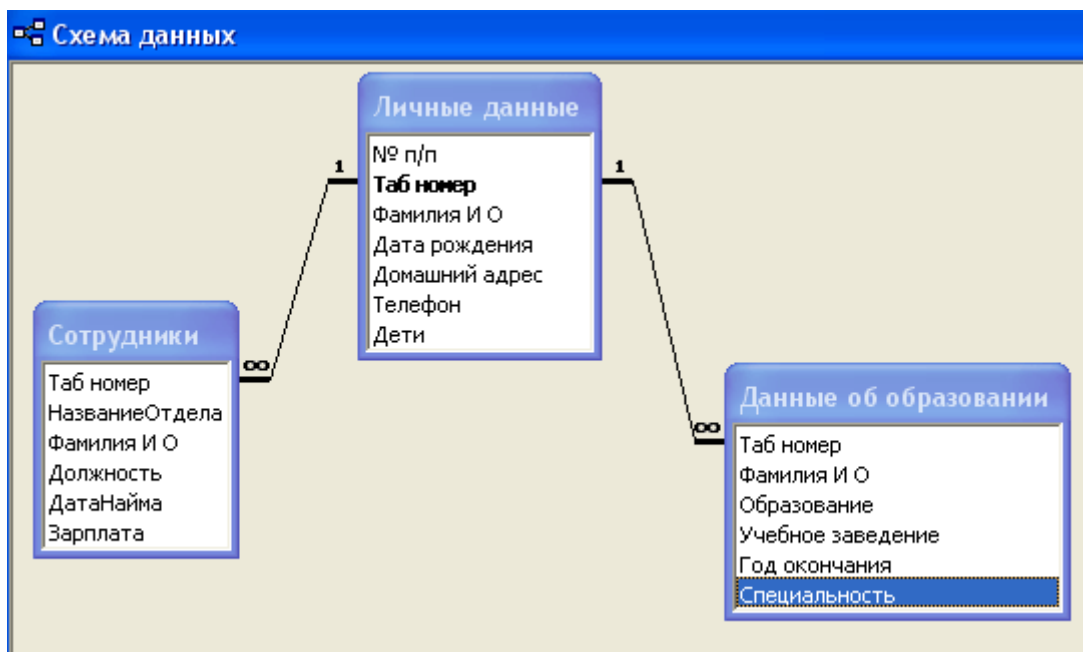 Схема данных
Личные данные
№ п/п
Таб номер
Фамилия И О
Дата рождения
Домашний адрес
Телефон
Дети
1
1
Сотрудники
Таб номер
НазваниеОтдела
Фамилия И О
Должность
ДатаНайма
Зарплата
∞
Данные об образовании
Таб номер
Фамилия И О
Образование
Учебное заведение
Год окончания
Специальность
∞